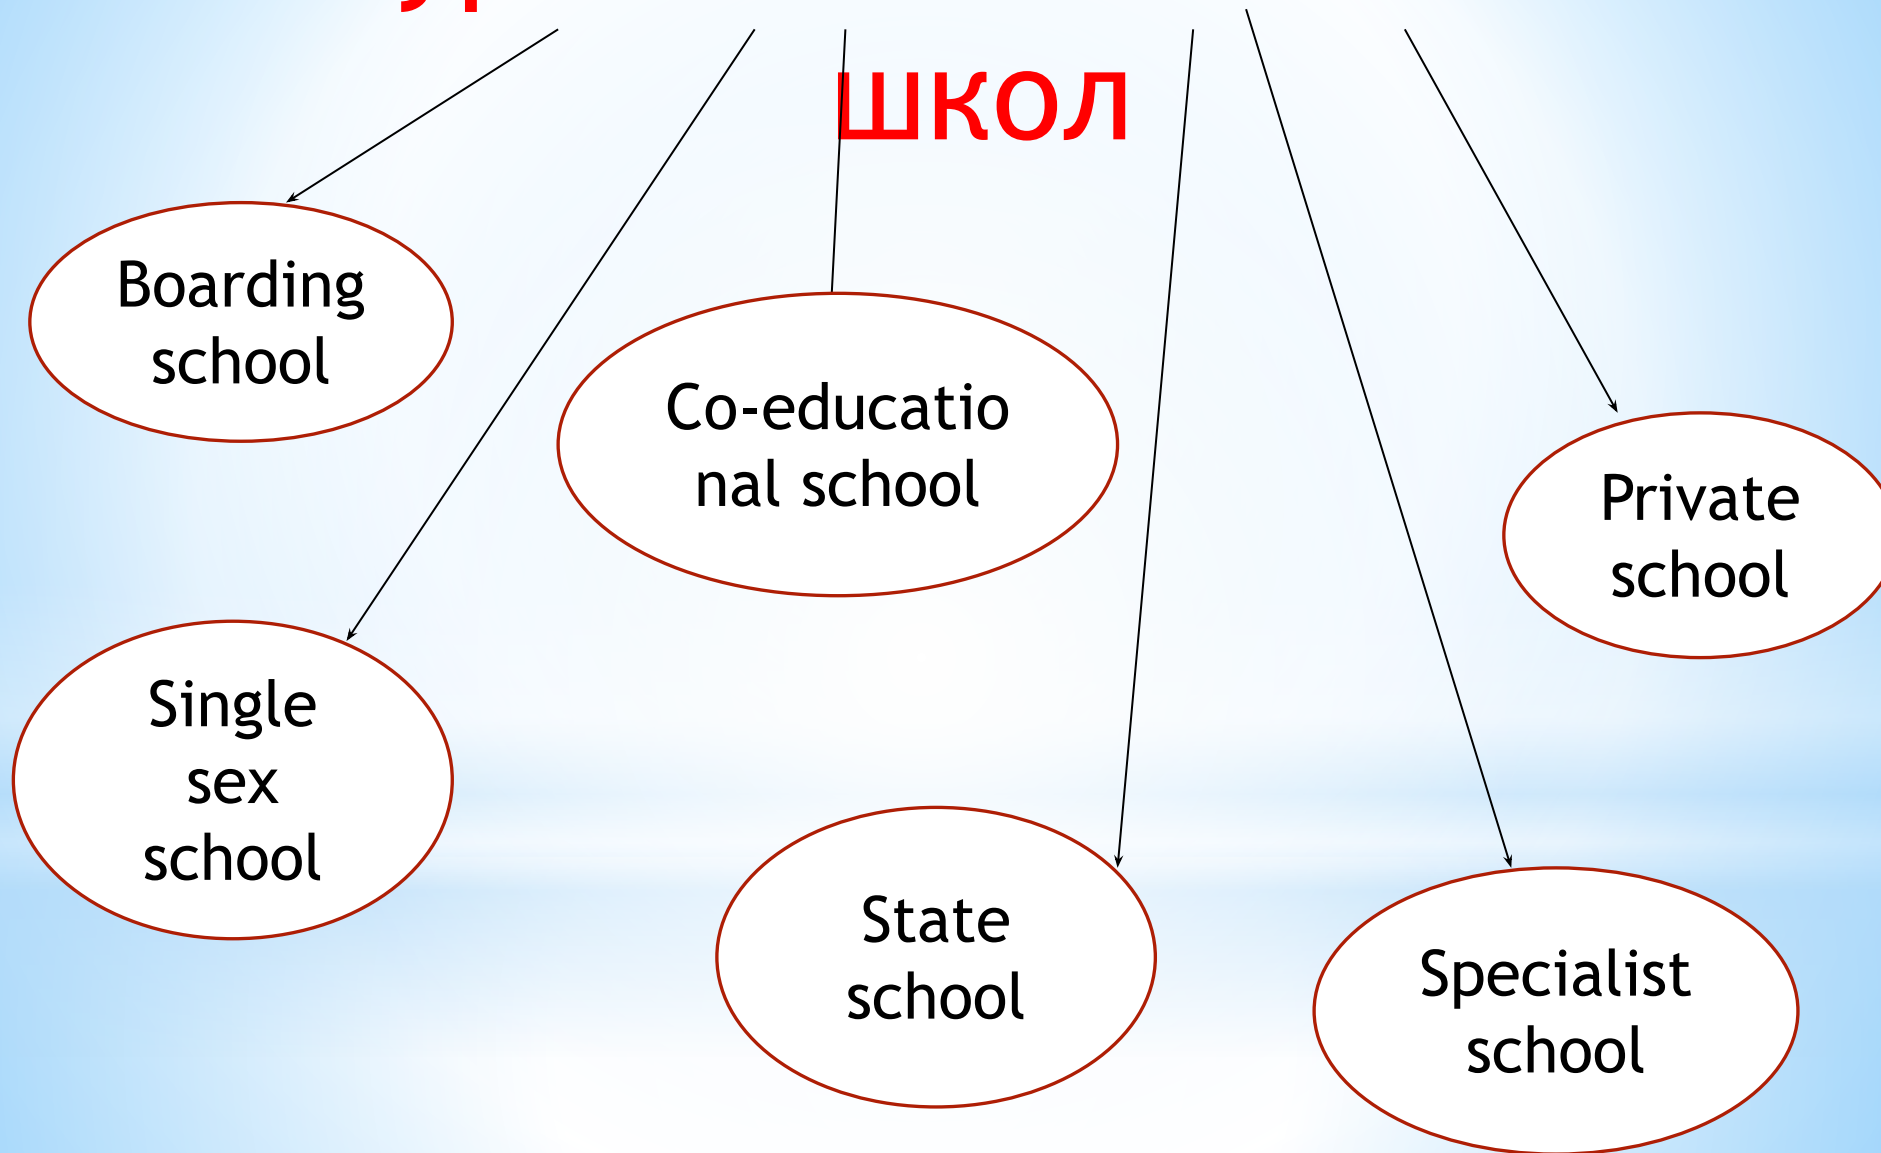 школ
Boarding
school
Co-educatio
nal school
Private
school
Single
sex
school
State
school
Specialist
school